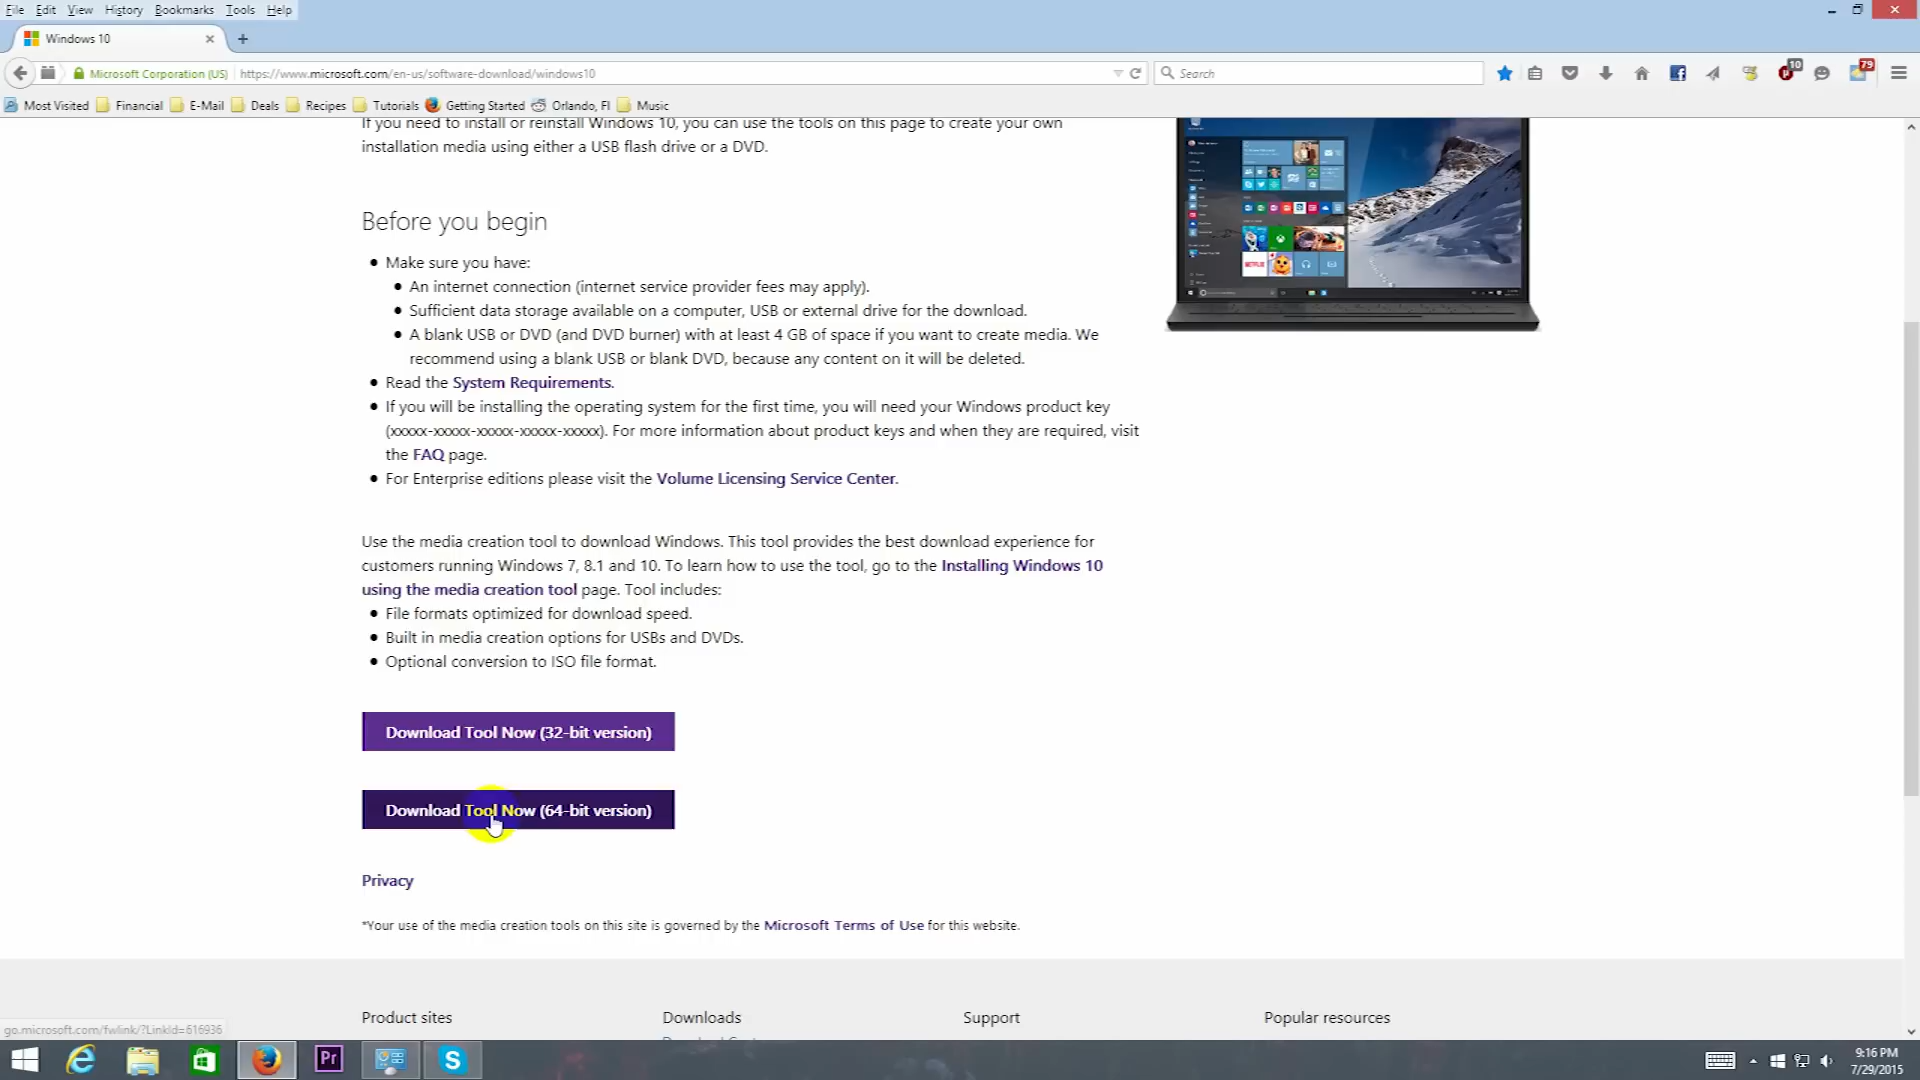 File Edit View History Bookmarks Tools Help
Windows 10
Microsoft Corporation (US) https://www.microsoft.com/en-us/software-download/windows10 Search 10 79
Most Visited Financial E-Mail Deals Recipes Tutorials Getting Started Orlando, Fl Music
If you need to install or reinstall Windows 10, you can use the tools on this page to create your own
installation media using either a USB flash drive or a DVD.
Before you begin
Make sure you have:
An internet connection (internet service provider fees may apply).
Sufficient data storage available on a computer, USB or external drive for the download.
A blank USB or DVD (and DVD burner) with at least 4 GB of space if you want to create media. We
recommend using a blank USB or blank DVD, because any content on it will be deleted.
Read the System Requirements.
If you will be installing the operating system for the first time, you will need your Windows product key
(xxxxx-xxxxx-xxxxx-xxxxx-xxxxx). For more information about product keys and when they are required, visit
the FAQ page.
For Enterprise editions please visit the Volume Licensing Service Center.
Use the media creation tool to download Windows. This tool provides the best download experience for
customers running Windows 7, 8.1 and 10. To learn how to use the tool, go to the Installing Windows 10
using the media creation tool page. Tool includes:
File formats optimized for download speed.
Built in media creation options for USBs and DVDs.
Optional conversion to ISO file format.
Download Tool Now (32-bit version)
Download Tool Now (64-bit version)
Privacy
*Your use of the media creation tools on this site is governed by the Microsoft Terms of Use for this website.
Product sites Downloads Support Popular resources
go.microsoft.com/fwlink/?LinkId=616936
Pr
9:16 PM
7/29/2015